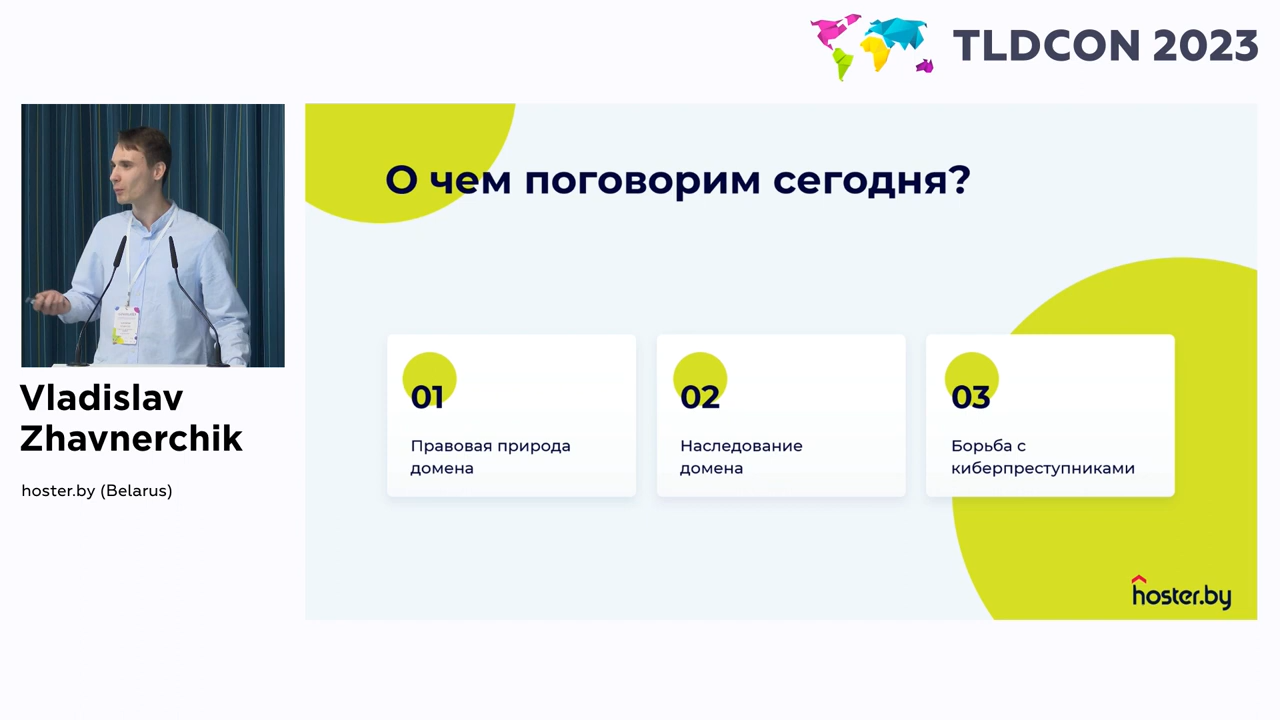 TLDCON 2023
О чем поговорим сегодня?
01
Правовая природа
домена
02
Наследование
домена
03
Борьба с
киберпреступниками
hoster.by
Vladislav
Zhavnerchik
hoster.by (Belarus)